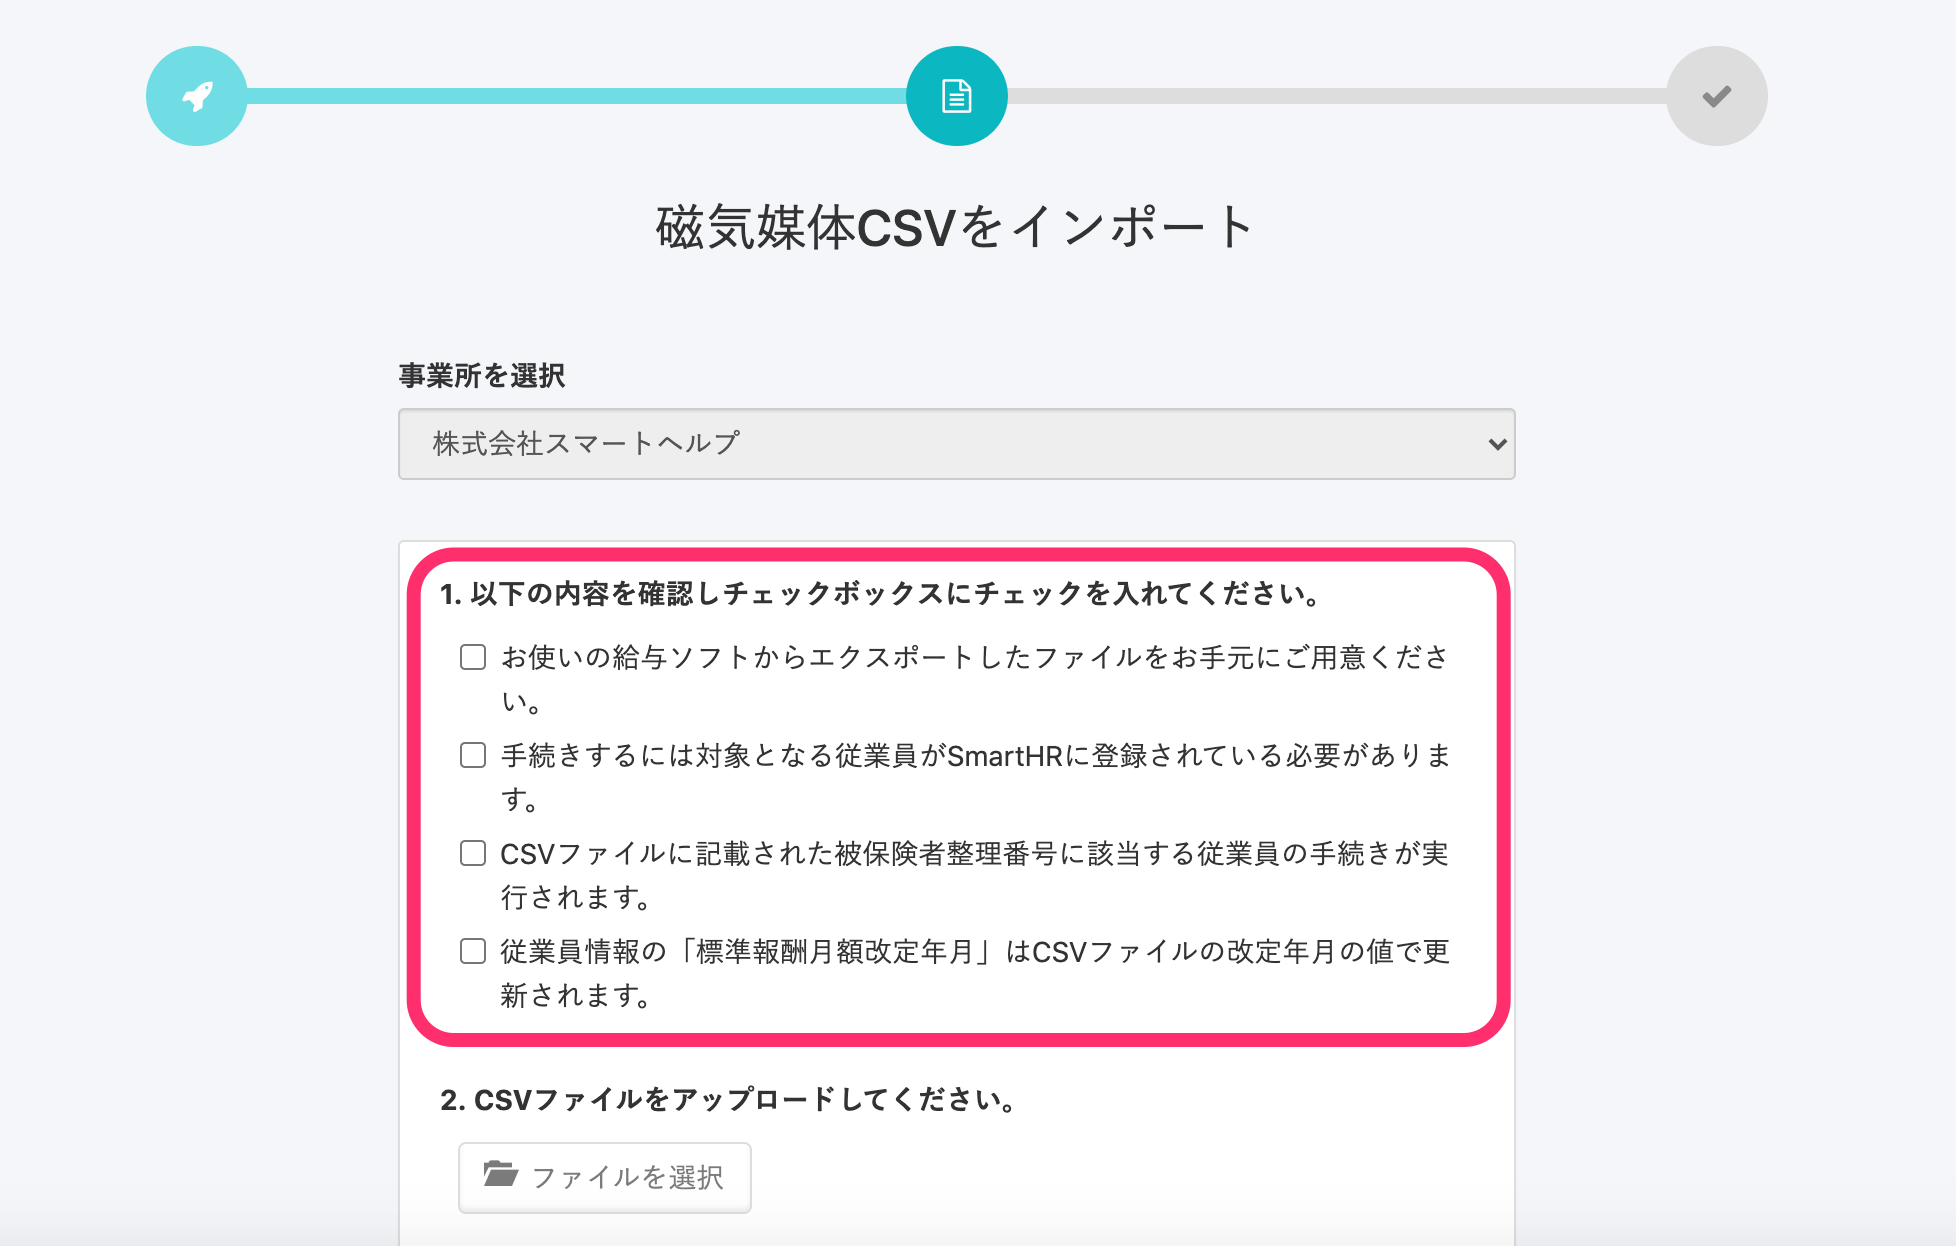 磁気媒体CSVをインポート
事業所を選択
株式会社スマートヘルプ
1. 以下の内容を確認しチェックボックスにチェックを入れてください。
お使いの給与ソフトからエクスポートしたファイルをお手元にご用意くださ
い。
手続きするには対象となる従業員がSmartHRに登録されている必要がありま
す。
CSVファイルに記載された被保険者整理番号に該当する従業員の手続きが実
行されます。
従業員情報の「標準報酬月額改定年月」はCSVファイルの改定年月の値で更
新されます。
2. CSVファイルをアップロードしてください。
ファイルを選択